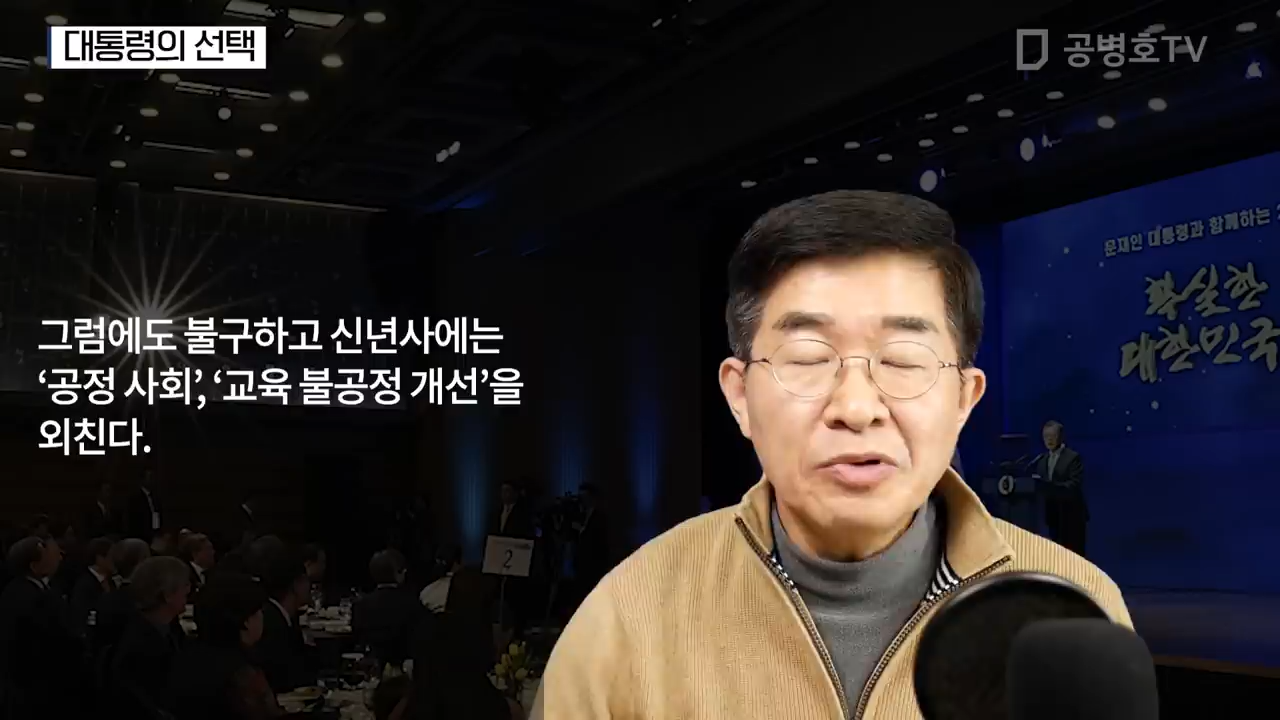 대통령의 선택
공병호TV
문재인 대통령과 함께하는
확실한
대한민국
그럼에도 불구하고 신년사에는
‘공정 사회’, ‘교육 불공정 개선’을
외친다.
2